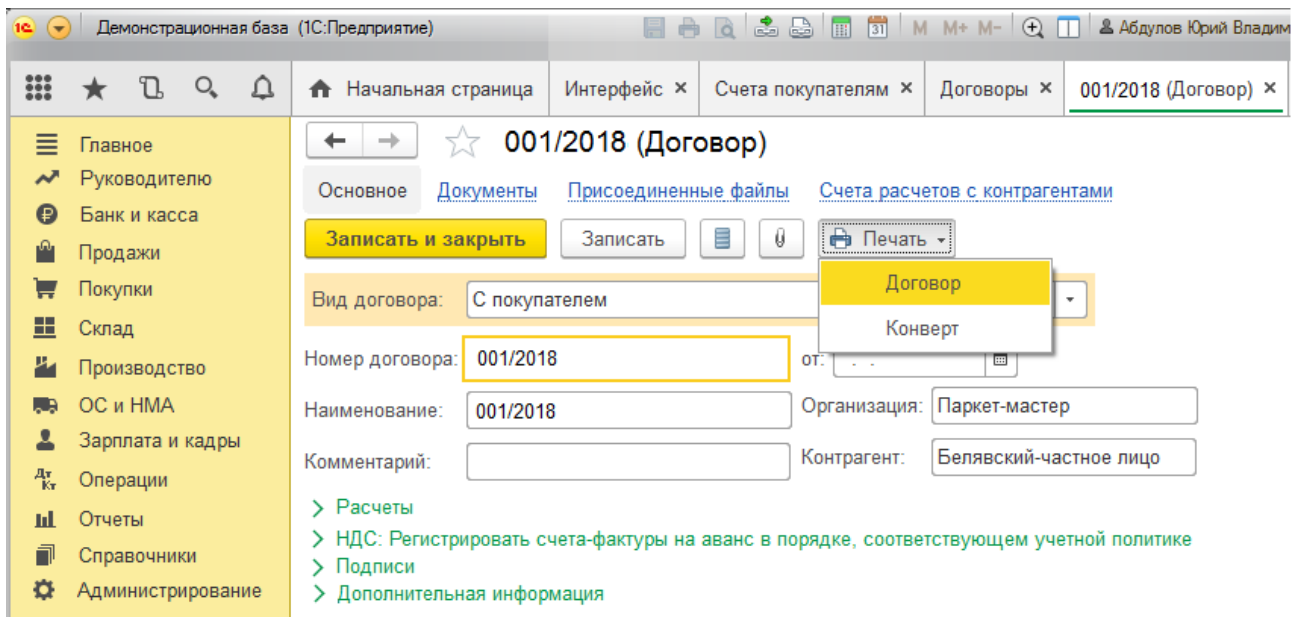 1С Демонстрационная база (1С:Предприятие) 31 M M+ M- Абдулов Юрий Владим
Начальная страница Интерфейс × Счета покупателям × Договоры × 001/2018 (Договор) ×
Главное
Руководителю
Банк и касса
Продажи
Покупки
Склад
Производство
ОС и НМА
Зарплата и кадры
Дт Кт Операции
Отчеты
Справочники
Администрирование
001/2018 (Договор)
Основное Документы Присоединенные файлы Счета расчетов с контрагентами
Записать и закрыть Записать Печать
Договор
Конверт
Вид договора: С покупателем
Номер договора: 001/2018 от: . .
Наименование: 001/2018 Организация: Паркет-мастер
Комментарий: Контрагент: Белявский-частное лицо
Расчеты
НДС: Регистрировать счета-фактуры на аванс в порядке, соответствующем учетной политике
Подписи
Дополнительная информация